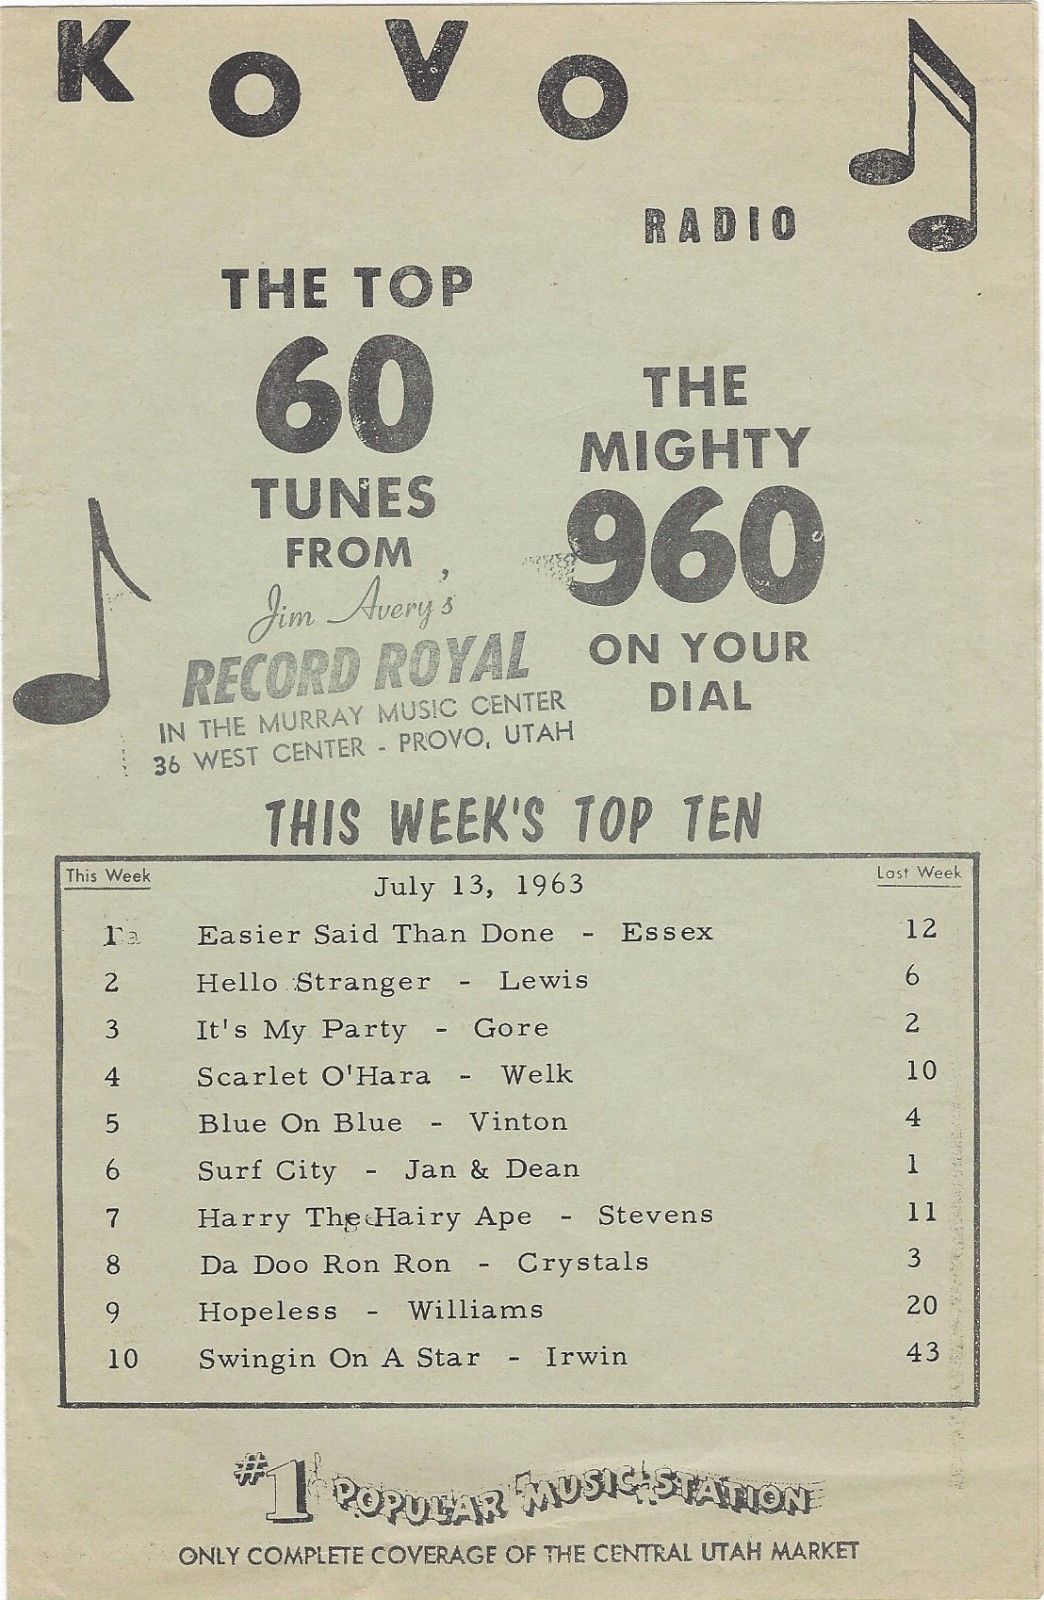 KOVO
RADIO
THE TOP
60
TUNES
FROM
Jim Avery's
RECORD ROYAL
IN THE MURRAY MUSIC CENTER
36 WEST CENTER - PROVO, UTAH
THE
MIGHTY
960
ON YOUR
DIAL
THIS WEEK'S TOP TEN
This Week July 13, 1963 Last Week
1 Easier Said Than Done - Essex 12
2 Hello Stranger - Lewis 6
3 It's My Party - Gore 2
4 Scarlet O'Hara - Welk 10
5 Blue On Blue - Vinton 4
6 Surf City - Jan & Dean 1
7 Harry The Hairy Ape - Stevens 11
8 Da Doo Ron Ron - Crystals 3
9 Hopeless - Williams 20
10 Swingin On A Star - Irwin 43
#1 POPULAR MUSIC STATION
ONLY COMPLETE COVERAGE OF THE CENTRAL UTAH MARKET